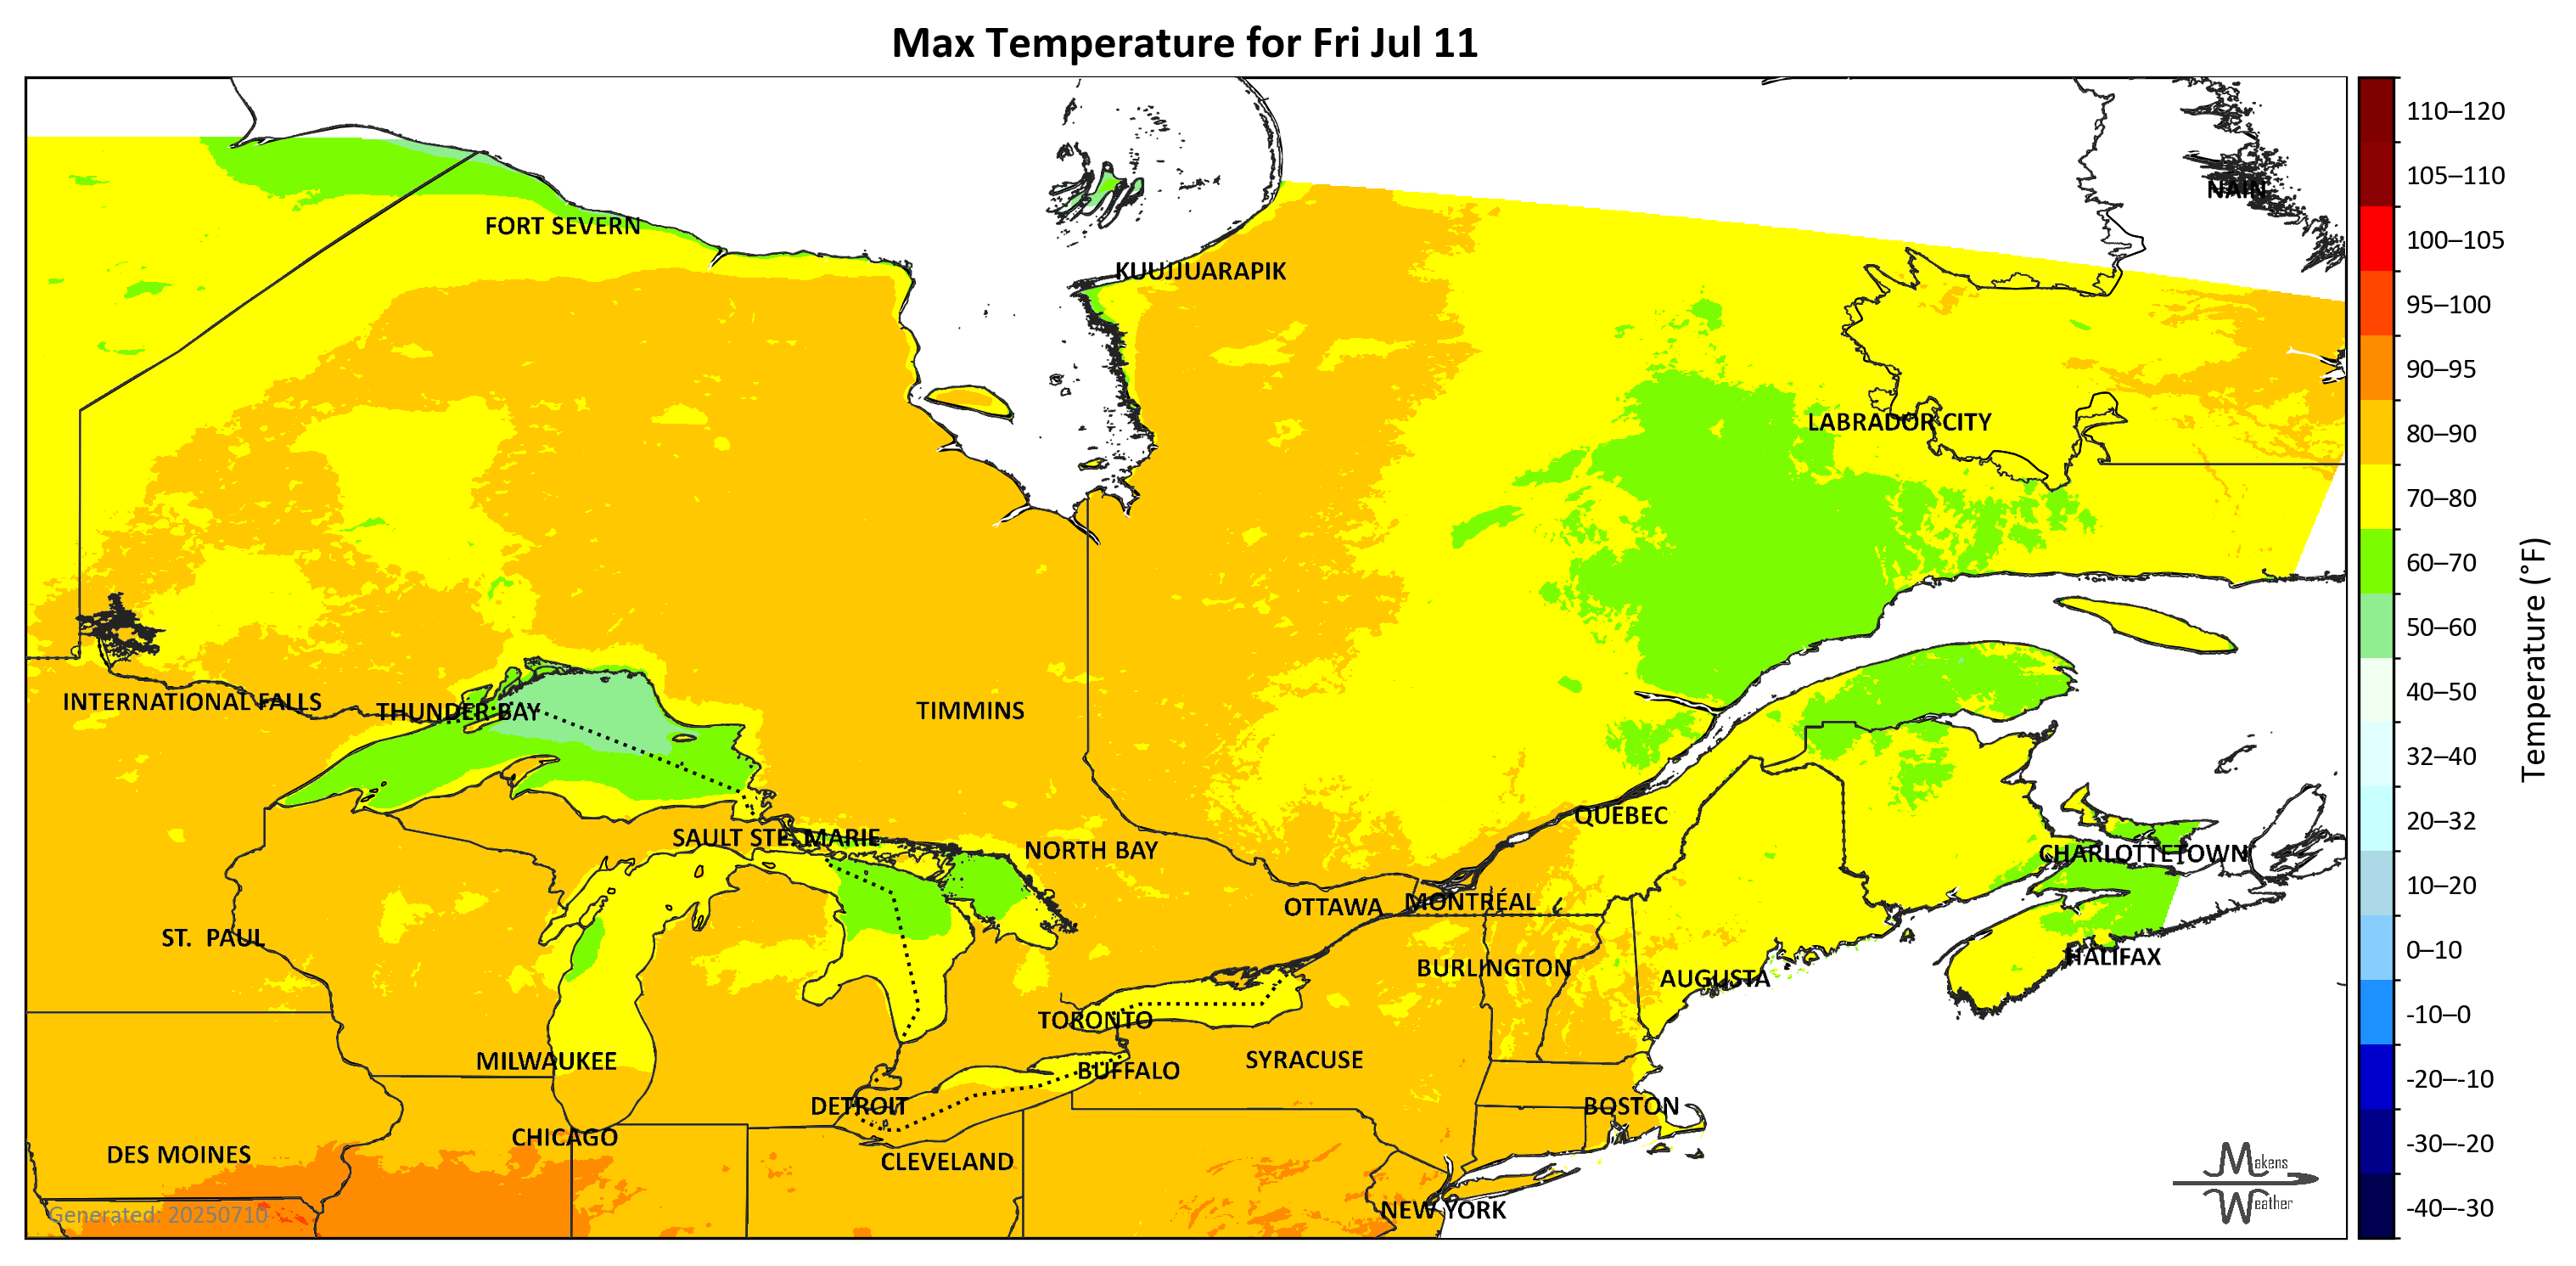 Max Temperature for Fri Jul 11
NAIN
FORT SEVERN
KUUJJUARAPIK
LABRADOR CITY
INTERNATIONAL FALLS
THUNDER BAY
TIMMINS
QUÉBEC
SAULT STE. MARIE
NORTH BAY
CHARLOTTETOWN
OTTAWA
MONTRÉAL
ST. PAUL
HALIFAX
BURLINGTON
AUGUSTA
TORONTO
MILWAUKEE
SYRACUSE
BUFFALO
DETROIT
BOSTON
CHICAGO
DES MOINES
CLEVELAND
NEW YORK
Generated: 20250710
Makens
Weather
110–120
105–110
100–105
95–100
90–95
80–90
70–80
60–70
50–60
40–50
32–40
20–32
10–20
0–10
-10–0
-20–-10
-30–-20
-40–-30
Temperature (°F)